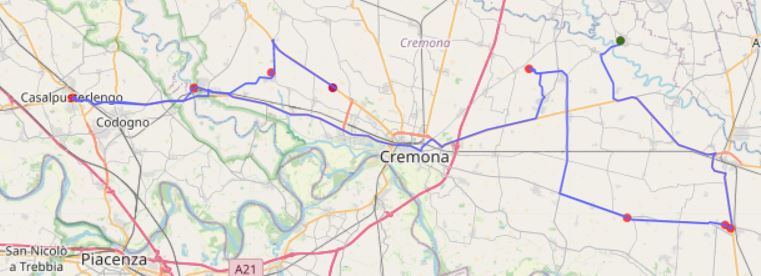 Cremona
Casalpusterlengo
Codogno
Cremona
San-Nicolò
a Trebbia
Piacenza
A21